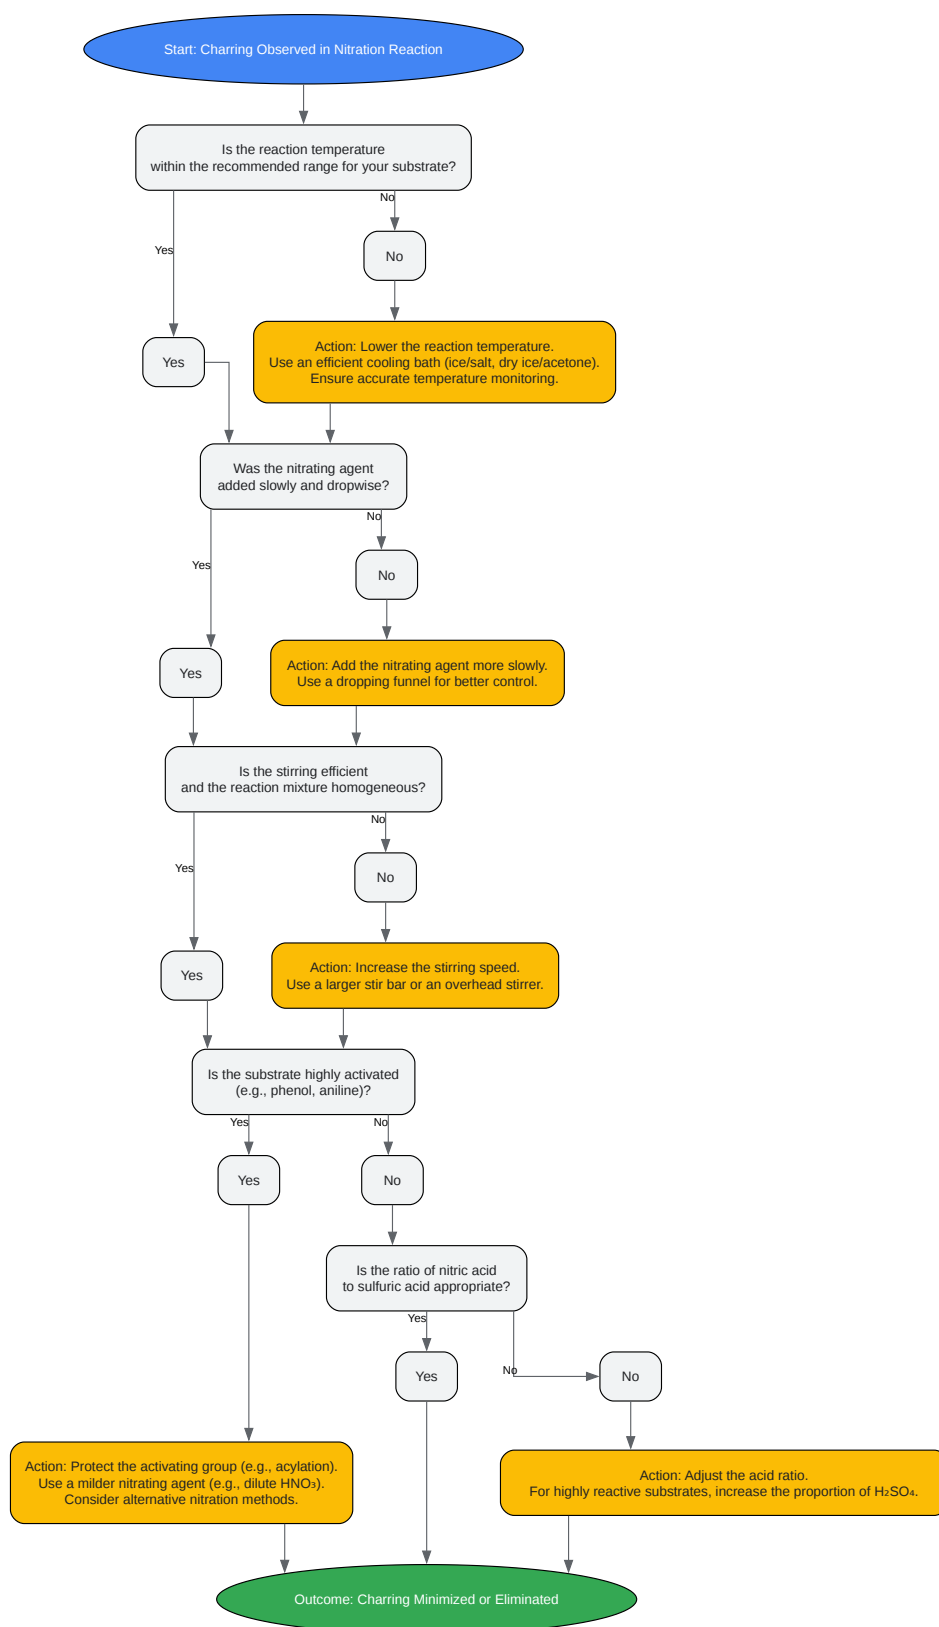 Start: Charring Observed in Nitration Reaction
Is the reaction temperature
within the recommended range for your substrate?
No
Yes
No
Action: Lower the reaction temperature.
Use an efficient cooling bath (ice/salt, dry ice/acetone).
Ensure accurate temperature monitoring.
Yes
Was the nitrating agent
added slowly and dropwise?
No
Yes
No
Action: Add the nitrating agent more slowly.
Use a dropping funnel for better control.
Yes
Is the stirring efficient
and the reaction mixture homogeneous?
No
Yes
No
Action: Increase the stirring speed.
Use a larger stir bar or an overhead stirrer.
Yes
Is the substrate highly activated
(e.g., phenol, aniline)?
Yes
No
Yes
No
Is the ratio of nitric acid
to sulfuric acid appropriate?
Yes
No
Yes
No
Action: Protect the activating group (e.g., acylation).
Use a milder nitrating agent (e.g., dilute HNO₃).
Consider alternative nitration methods.
Action: Adjust the acid ratio.
For highly reactive substrates, increase the proportion of H₂SO₄.
Outcome: Charring Minimized or Eliminated